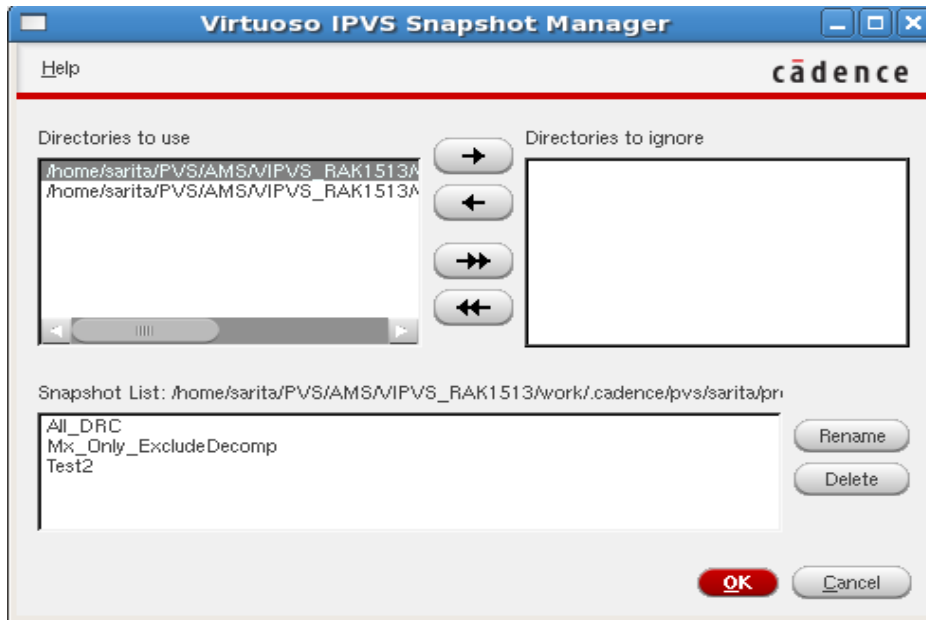 Virtuoso IPVS Snapshot Manager
Help
cādence
Directories to use
Directories to ignore
/home/sarita/PVS/AMS/VIPVS_RAK1513/
/home/sarita/PVS/AMS/VIPVS_RAK1513/
Snapshot List: /home/sarita/PVS/AMS/VIPVS_RAK1513/work/.cadence/pvs/sarita/pr
All_DRC
Mx_Only_ExcludeDecomp
Test2
Rename
Delete
OK
Cancel